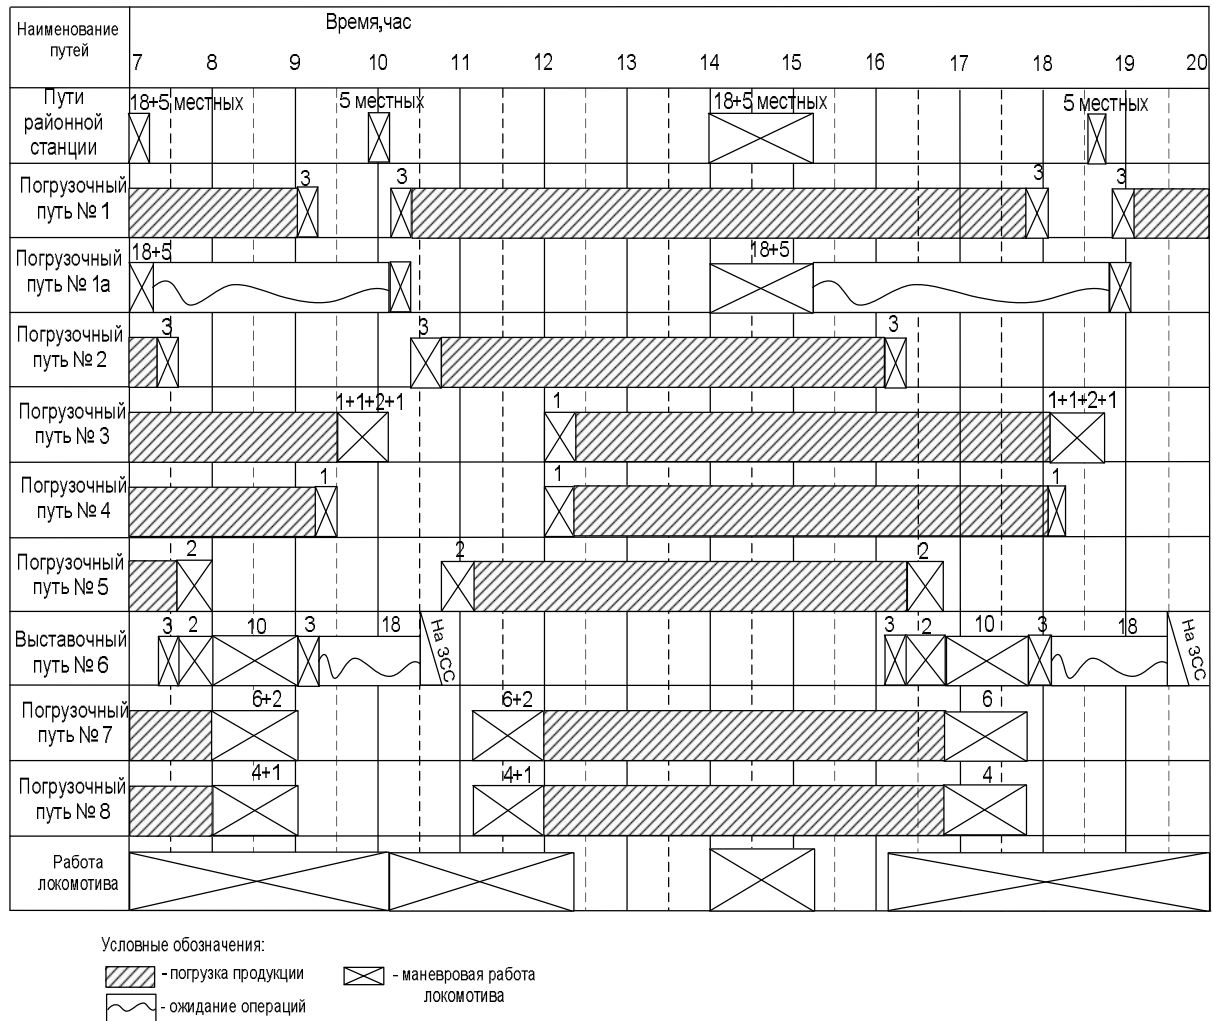 Наименование
путей
Время,час
7 8 9 10 11 12 13 14 15 16 17 18 19 20
Пути
районной
станции
18+5 местных 5 местных 18+5 местных 5 местных
Погрузочный
путь № 1
3 3 3 3
Погрузочный
путь № 1а
18+5 18+5
Погрузочный
путь № 2
3 3 3
Погрузочный
путь № 3
1+1+2+1 1 1+1+2+1
Погрузочный
путь № 4
1 1 1
Погрузочный
путь № 5
2 2 2
Выставочный
путь № 6
3 2 10 3 18 На ЗСС 3 2 10 3 18 На ЗСС
Погрузочный
путь № 7
6+2 6+2 6
Погрузочный
путь № 8
4+1 4+1 4
Работа
локомотива
Условные обозначения:
- погрузка продукции
- маневровая работа
локомотива
- ожидание операций